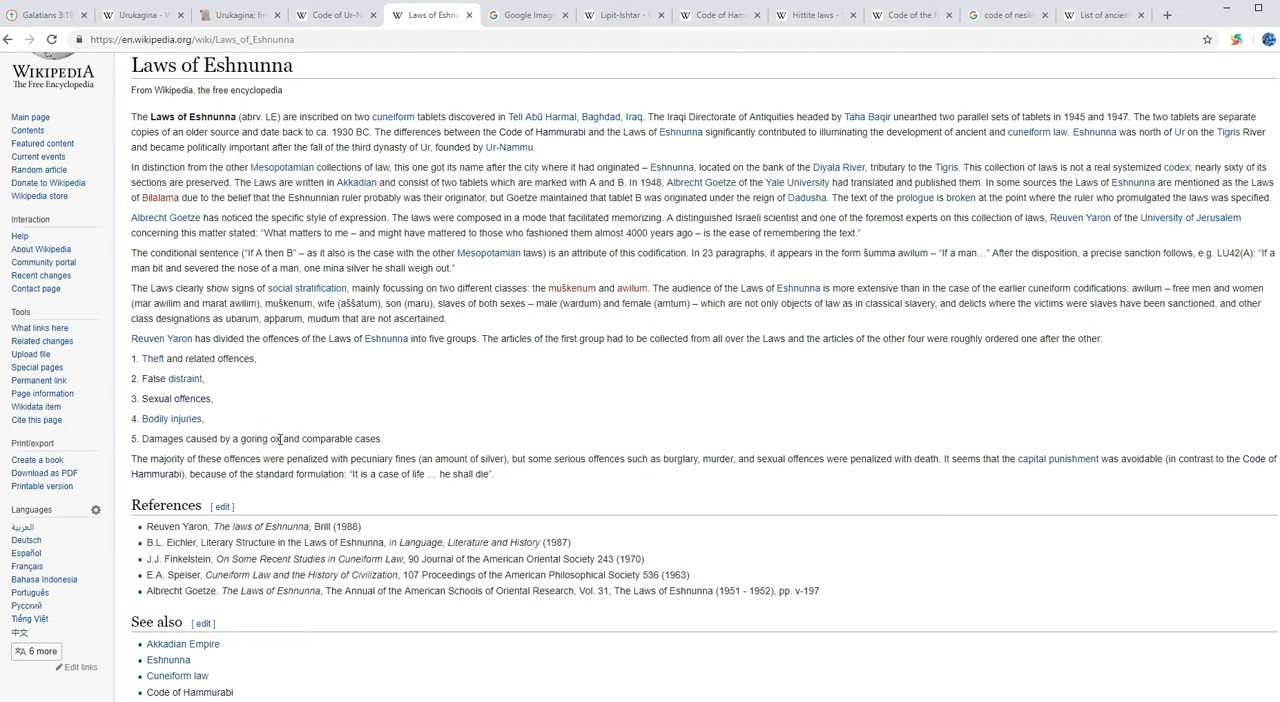 Galatians 3:19
Urukagina - W
Urukagina; firs
Code of Ur-N
Laws of Eshnu
Google Image
Lipit-Ishtar - W
Code of Ham
Hittite laws -
Code of the N
code of nesili
List of ancien
https://en.wikipedia.org/wiki/Laws_of_Eshnunna
WIKIPEDIA
The Free Encyclopedia
Main page
Contents
Featured content
Current events
Random article
Donate to Wikipedia
Wikipedia store
Interaction
Help
About Wikipedia
Community portal
Recent changes
Contact page
Tools
What links here
Related changes
Upload file
Special pages
Permanent link
Page information
Wikidata item
Cite this page
Print/export
Create a book
Download as PDF
Printable version
Languages
العربية
Deutsch
Español
Français
Bahasa Indonesia
Português
Русский
Tiếng Việt
中文
6 more
Edit links
Laws of Eshnunna
From Wikipedia, the free encyclopedia
The Laws of Eshnunna (abrv. LE) are inscribed on two cuneiform tablets discovered in Tell Abū Harmal, Baghdad, Iraq. The Iraqi Directorate of Antiquities headed by Taha Baqir unearthed two parallel sets of tablets in 1945 and 1947. The two tablets are separate
copies of an older source and date back to ca. 1930 BC. The differences between the Code of Hammurabi and the Laws of Eshnunna significantly contributed to illuminating the development of ancient and cuneiform law. Eshnunna was north of Ur on the Tigris River
and became politically important after the fall of the third dynasty of Ur, founded by Ur-Nammu.
In distinction from the other Mesopotamian collections of law, this one got its name after the city where it had originated – Eshnunna, located on the bank of the Diyala River, tributary to the Tigris. This collection of laws is not a real systemized codex; nearly sixty of its
sections are preserved. The Laws are written in Akkadian and consist of two tablets which are marked with A and B. In 1948, Albrecht Goetze of the Yale University had translated and published them. In some sources the Laws of Eshnunna are mentioned as the Laws
of Bilalama due to the belief that the Eshnunnian ruler probably was their originator, but Goetze maintained that tablet B was originated under the reign of Dadusha. The text of the prologue is broken at the point where the ruler who promulgated the laws was specified.
Albrecht Goetze has noticed the specific style of expression. The laws were composed in a mode that facilitated memorizing. A distinguished Israeli scientist and one of the foremost experts on this collection of laws, Reuven Yaron of the University of Jerusalem
concerning this matter stated: “What matters to me – and might have mattered to those who fashioned them almost 4000 years ago – is the ease of remembering the text.”
The conditional sentence (“If A then B” – as it also is the case with the other Mesopotamian laws) is an attribute of this codification. In 23 paragraphs, it appears in the form šumma awilum – “If a man…” After the disposition, a precise sanction follows, e.g. LU42(A): “If a
man bit and severed the nose of a man, one mina silver he shall weigh out.”
The Laws clearly show signs of social stratification, mainly focussing on two different classes: the muškenum and awilum. The audience of the Laws of Eshnunna is more extensive than in the case of the earlier cuneiform codifications: awilum – free men and women
(mar awilim and marat awilim), muškenum, wife (aššatum), son (maru), slaves of both sexes – male (wardum) and female (amtum) – which are not only objects of law as in classical slavery, and delicts where the victims were slaves have been sanctioned, and other
class designations as ubarum, apþarum, mudum that are not ascertained.
Reuven Yaron has divided the offences of the Laws of Eshnunna into five groups. The articles of the first group had to be collected from all over the Laws and the articles of the other four were roughly ordered one after the other:
1. Theft and related offences,
2. False distraint,
3. Sexual offences,
4. Bodily injuries,
5. Damages caused by a goring ox and comparable cases.
The majority of these offences were penalized with pecuniary fines (an amount of silver), but some serious offences such as burglary, murder, and sexual offences were penalized with death. It seems that the capital punishment was avoidable (in contrast to the Code of
Hammurabi), because of the standard formulation: “It is a case of life … he shall die”.
References [ edit ]
Reuven Yaron, The laws of Eshnunna, Brill (1988)
B.L. Eichler, Literary Structure in the Laws of Eshnunna, in Language, Literature and History (1987)
J.J. Finkelstein, On Some Recent Studies in Cuneiform Law, 90 Journal of the American Oriental Society 243 (1970)
E.A. Speiser, Cuneiform Law and the History of Civilization, 107 Proceedings of the American Philosophical Society 536 (1963)
Albrecht Goetze. The Laws of Eshnunna, The Annual of the American Schools of Oriental Research, Vol. 31, The Laws of Eshnunna (1951 - 1952), pp. v-197
See also [ edit ]
Akkadian Empire
Eshnunna
Cuneiform law
Code of Hammurabi